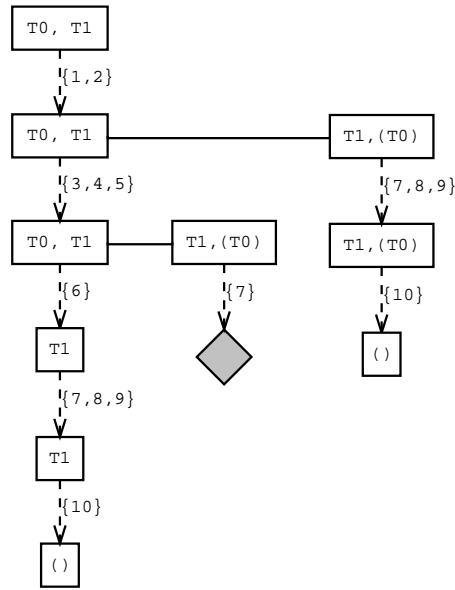 T0, T1
{1,2}
T0, T1
T1,(T0)
{3,4,5}
{7,8,9}
T0, T1
T1,(T0)
T1,(T0)
{6}
{7}
{10}
T1
()
{7,8,9}
T1
{10}
()